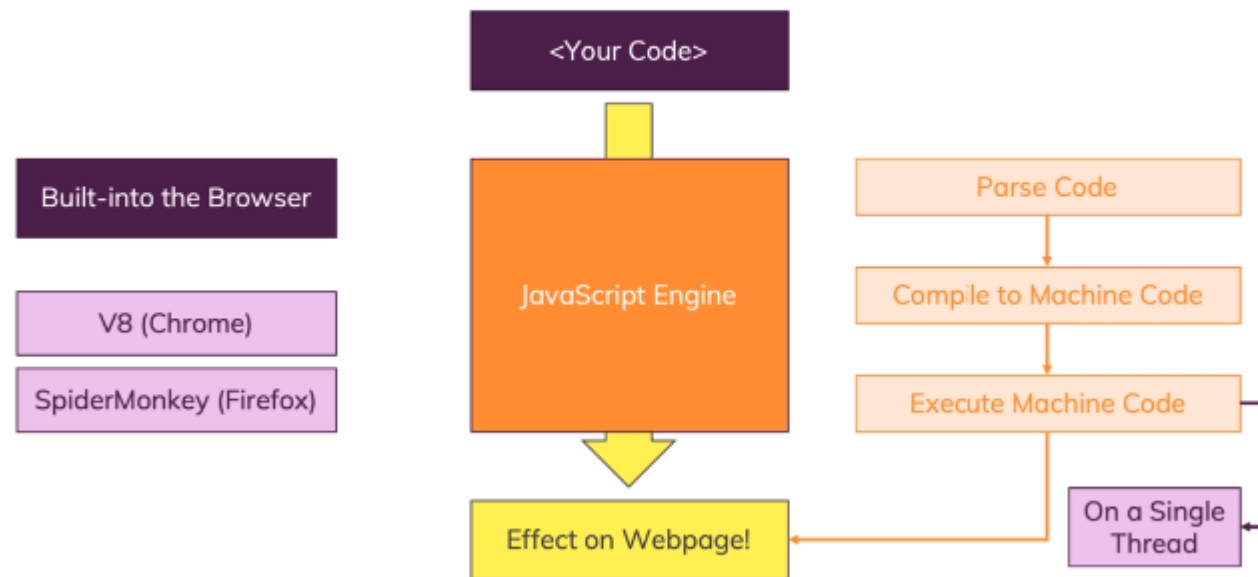 <Your Code>
Built-into the Browser
V8 (Chrome)
SpiderMonkey (Firefox)
JavaScript Engine
Parse Code
Compile to Machine Code
Execute Machine Code
On a Single
Thread
Effect on Webpage!